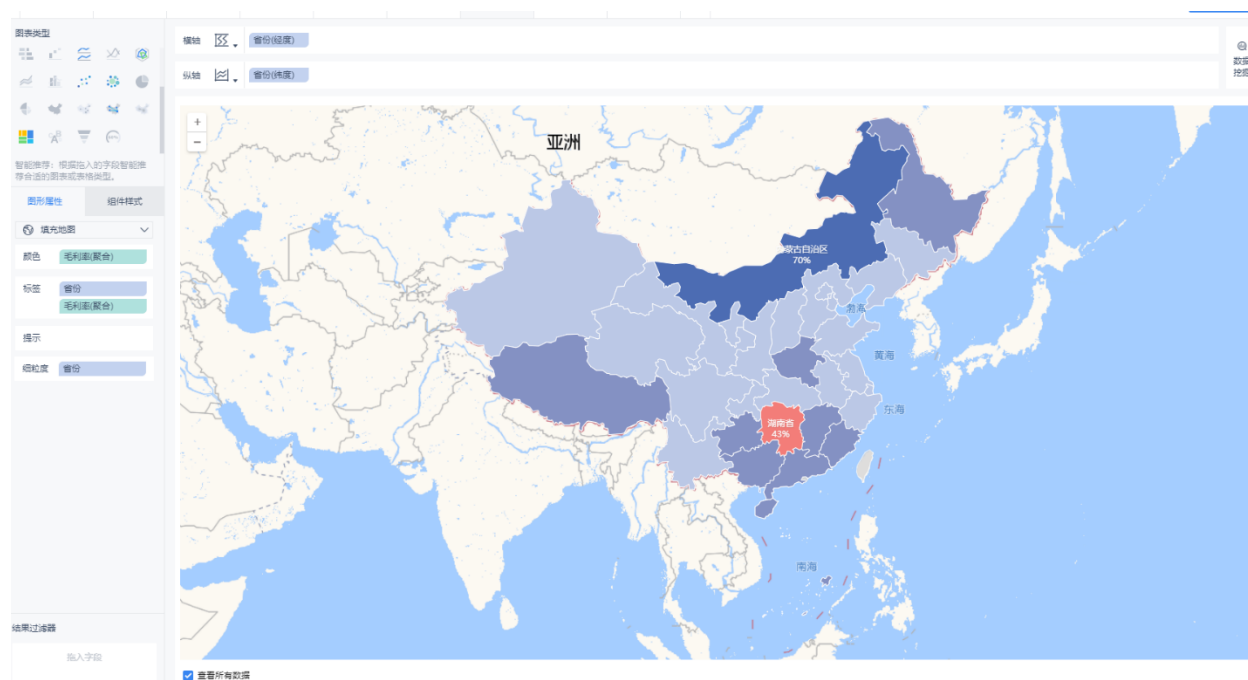 图表类型
横轴
省份(经度)
纵轴
省份(纬度)
数据
挖掘
智能推荐：根据拖入的字段智能推
荐合适的图表或表格类型。
图形属性
组件样式
填充地图
颜色
毛利率(聚合)
标签
省份
毛利率(聚合)
提示
细粒度
省份
结果过滤器
拖入字段
+
−
亚洲
蒙古自治区
70%
渤海
黄海
东海
湖南省
43%
南海
查看所有数据